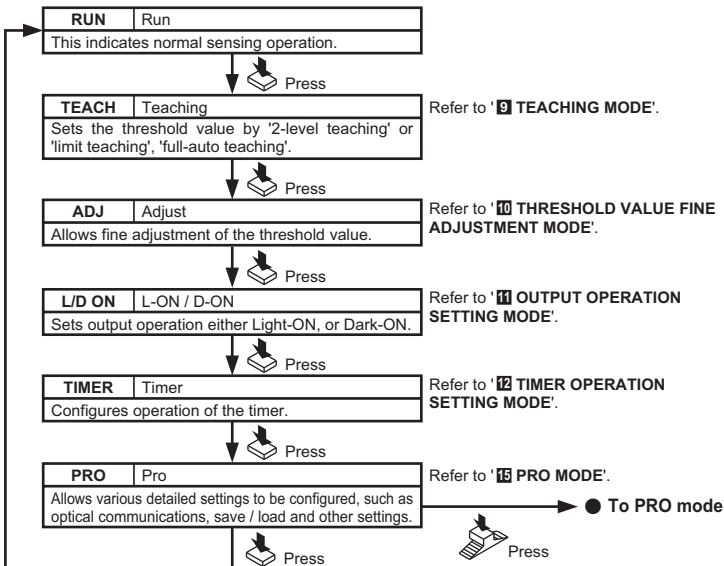 RUN Run
This indicates normal sensing operation.
Press
TEACH Teaching
Refer to '9 TEACHING MODE'.
Sets the threshold value by '2-level teaching' or
'limit teaching', 'full-auto teaching'.
Press
ADJ Adjust
Refer to '10 THRESHOLD VALUE FINE
ADJUSTMENT MODE'.
Allows fine adjustment of the threshold value.
Press
L/D ON L-ON / D-ON
Refer to '11 OUTPUT OPERATION
SETTING MODE'.
Sets output operation either Light-ON, or Dark-ON.
Press
TIMER Timer
Refer to '12 TIMER OPERATION
SETTING MODE'.
Configures operation of the timer.
Press
PRO Pro
Refer to '15 PRO MODE'.
Allows various detailed settings to be configured, such as
optical communications, save / load and other settings.
● To PRO mode
Press
Press